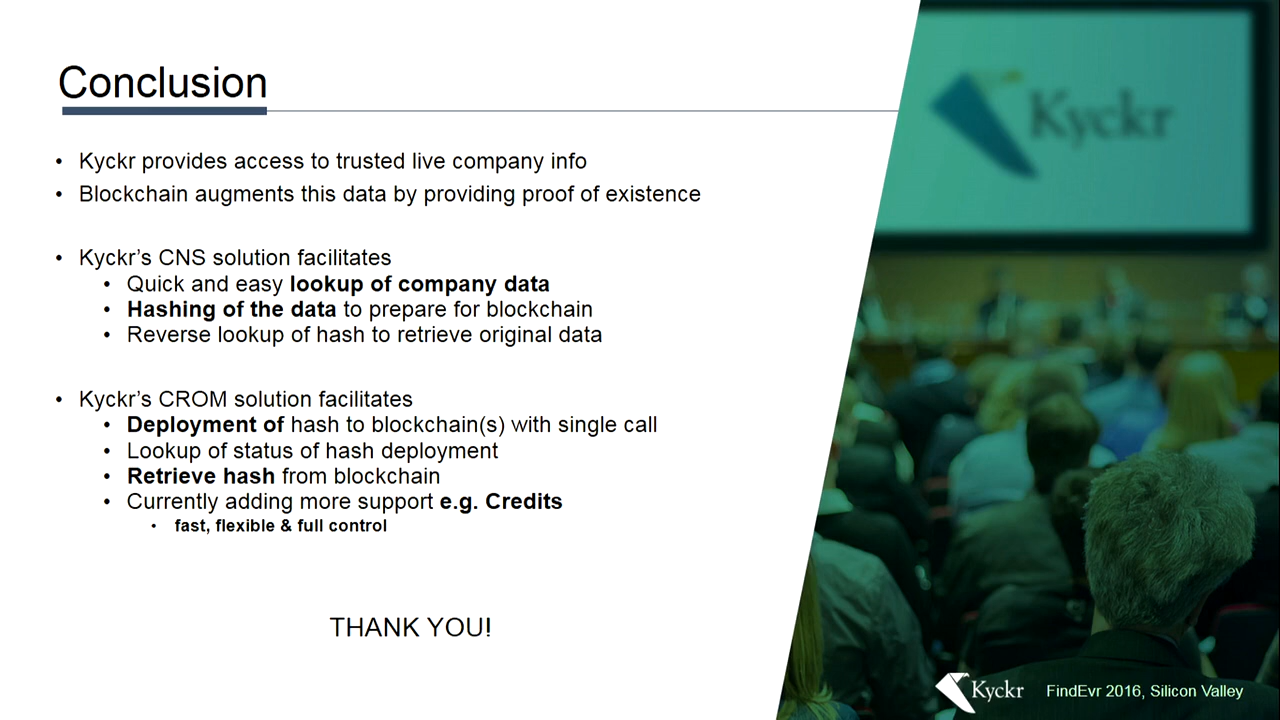 Conclusion
• Kyckr provides access to trusted live company info
• Blockchain augments this data by providing proof of existence
• Kyckr’s CNS solution facilitates
• Quick and easy lookup of company data
• Hashing of the data to prepare for blockchain
• Reverse lookup of hash to retrieve original data
• Kyckr’s CROM solution facilitates
• Deployment of hash to blockchain(s) with single call
• Lookup of status of hash deployment
• Retrieve hash from blockchain
• Currently adding more support e.g. Credits
• fast, flexible & full control
THANK YOU!
Kyckr
Kyckr
FindEvr 2016, Silicon Valley